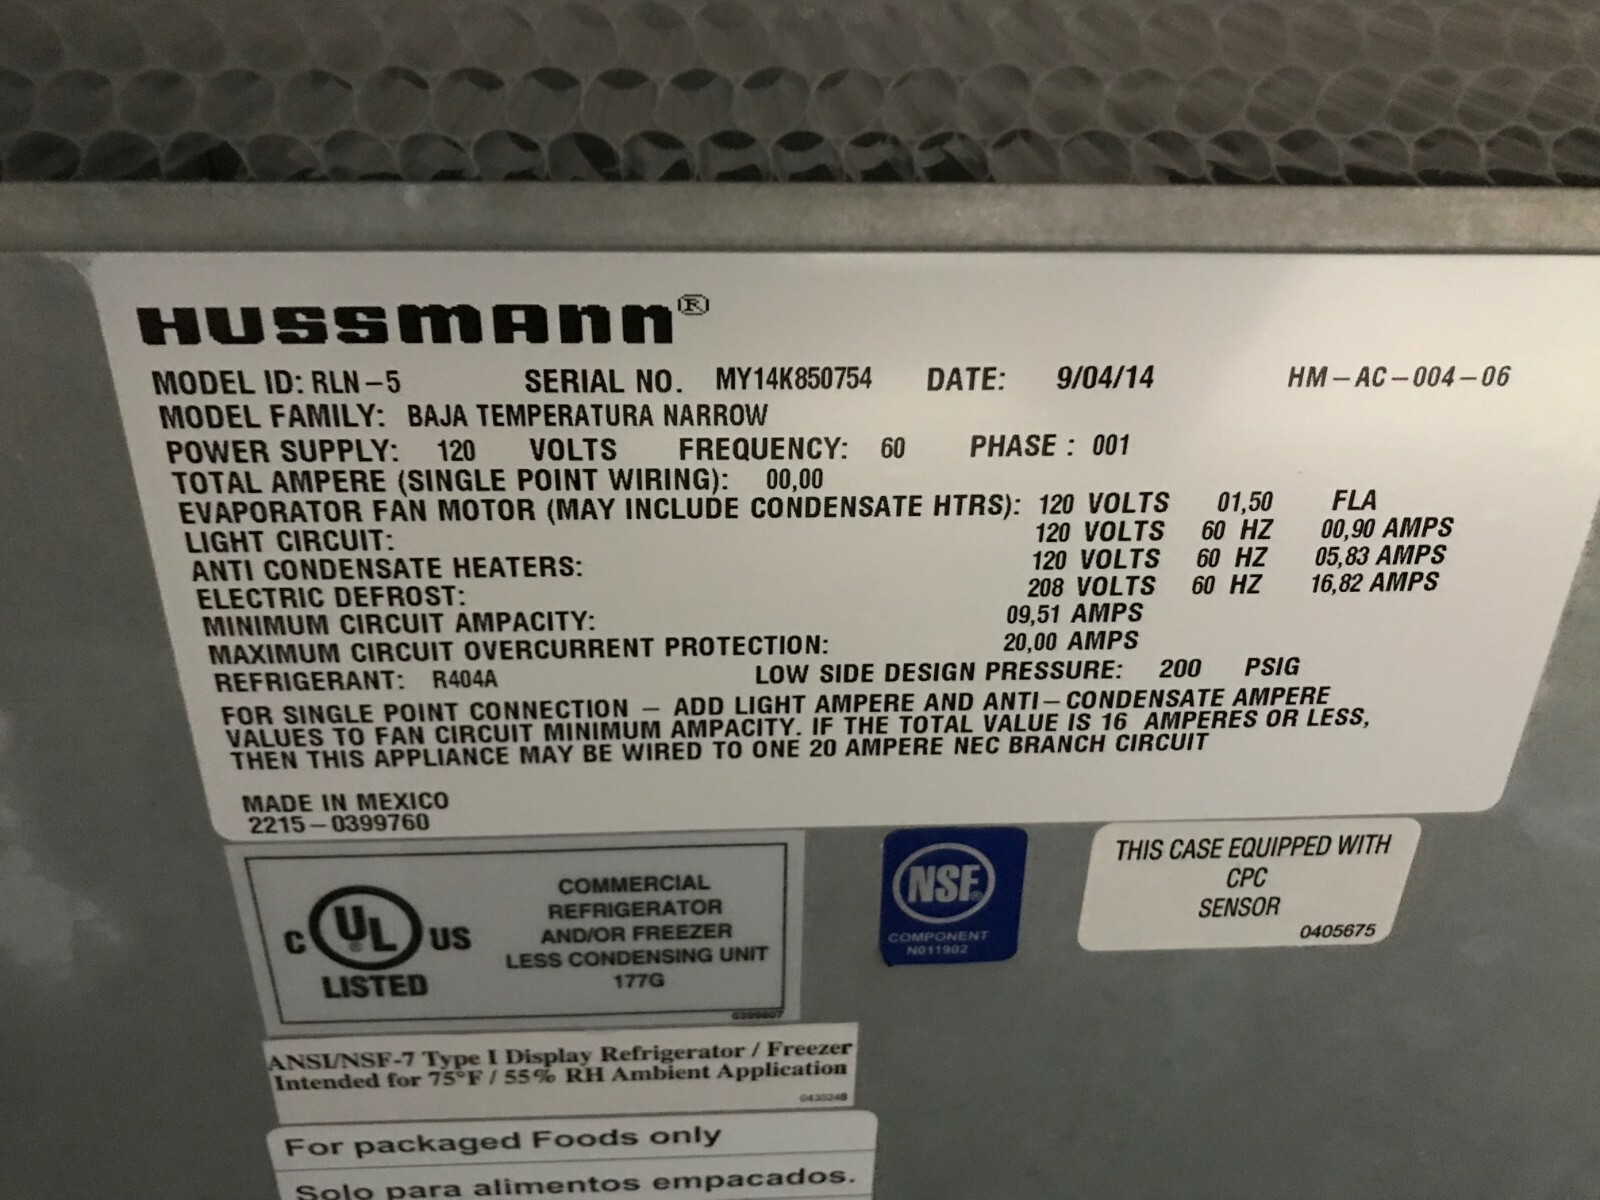 HUSSMANN®
MODEL ID: RLN-5 SERIAL NO. MY14K850754 DATE: 9/04/14 HM-AC-004-06
MODEL FAMILY: BAJA TEMPERATURA NARROW
POWER SUPPLY: 120 VOLTS FREQUENCY: 60 PHASE : 001
TOTAL AMPERE (SINGLE POINT WIRING): 00,00
EVAPORATOR FAN MOTOR (MAY INCLUDE CONDENSATE HTRS): 120 VOLTS 01,50 FLA
LIGHT CIRCUIT: 120 VOLTS 60 HZ 00,90 AMPS
ANTI CONDENSATE HEATERS: 120 VOLTS 60 HZ 05,83 AMPS
ELECTRIC DEFROST: 208 VOLTS 60 HZ 16,82 AMPS
MINIMUM CIRCUIT AMPACITY: 09,51 AMPS
MAXIMUM CIRCUIT OVERCURRENT PROTECTION: 20,00 AMPS
REFRIGERANT: R404A LOW SIDE DESIGN PRESSURE: 200 PSIG
FOR SINGLE POINT CONNECTION - ADD LIGHT AMPERE AND ANTI-CONDENSATE AMPERE
VALUES TO FAN CIRCUIT MINIMUM AMPACITY. IF THE TOTAL VALUE IS 16 AMPERES OR LESS,
THEN THIS APPLIANCE MAY BE WIRED TO ONE 20 AMPERE NEC BRANCH CIRCUIT
MADE IN MEXICO
2215-0399760
C UL® US
LISTED
COMMERCIAL
REFRIGERATOR
AND/OR FREEZER
LESS CONDENSING UNIT
177G
0399807
NSF®
COMPONENT
N011902
THIS CASE EQUIPPED WITH
CPC
SENSOR
0405675
ANSI/NSF-7 Type I Display Refrigerator / Freezer
Intended for 75°F / 55% RH Ambient Application
For packaged Foods only
Solo para alimentos empacados.